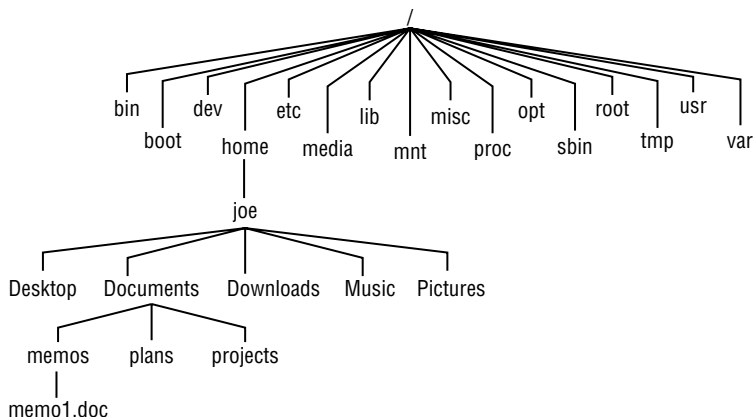 /
bin dev etc lib misc opt root usr
boot home media mnt proc sbin tmp var
joe
Desktop Documents Downloads Music Pictures
memos plans projects
memo1.doc